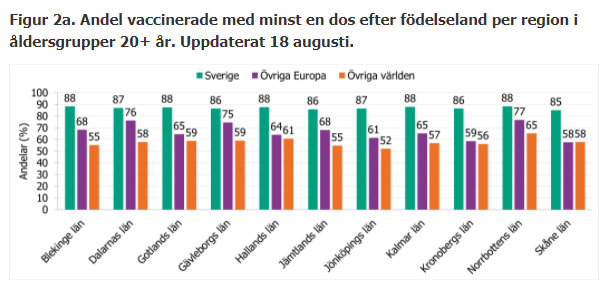 Figur 2a. Andel vaccinerade med minst en dos efter födelseland per region i
åldersgrupper 20+ år. Uppdaterat 18 augusti.
Sverige Övriga Europa Övriga världen
Andelar (%)
100
90
80
70
60
50
40
30
20
10
0
88 68 55
87 76 58
88 65 59
86 75 59
88 64 61
86 68 55
87 61 52
88 65 57
86 59 56
88 77 65
85 58 58
Blekinge län
Dalarnas län
Gotlands län
Gävleborgs län
Hallands län
Jämtlands län
Jönköpings län
Kalmar län
Kronobergs län
Norrbottens län
Skåne län